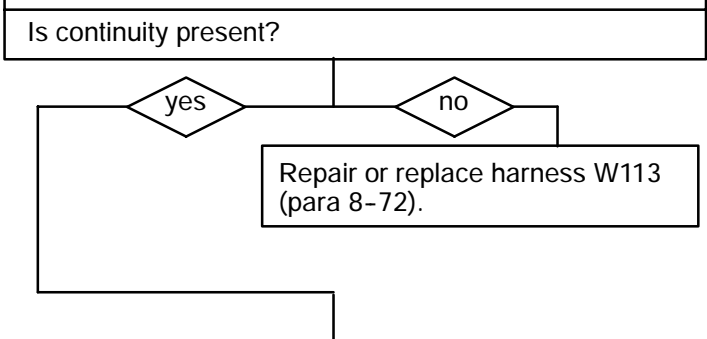 Is continuity present?
yes
no
Repair or replace harness W113
(para 8-72).